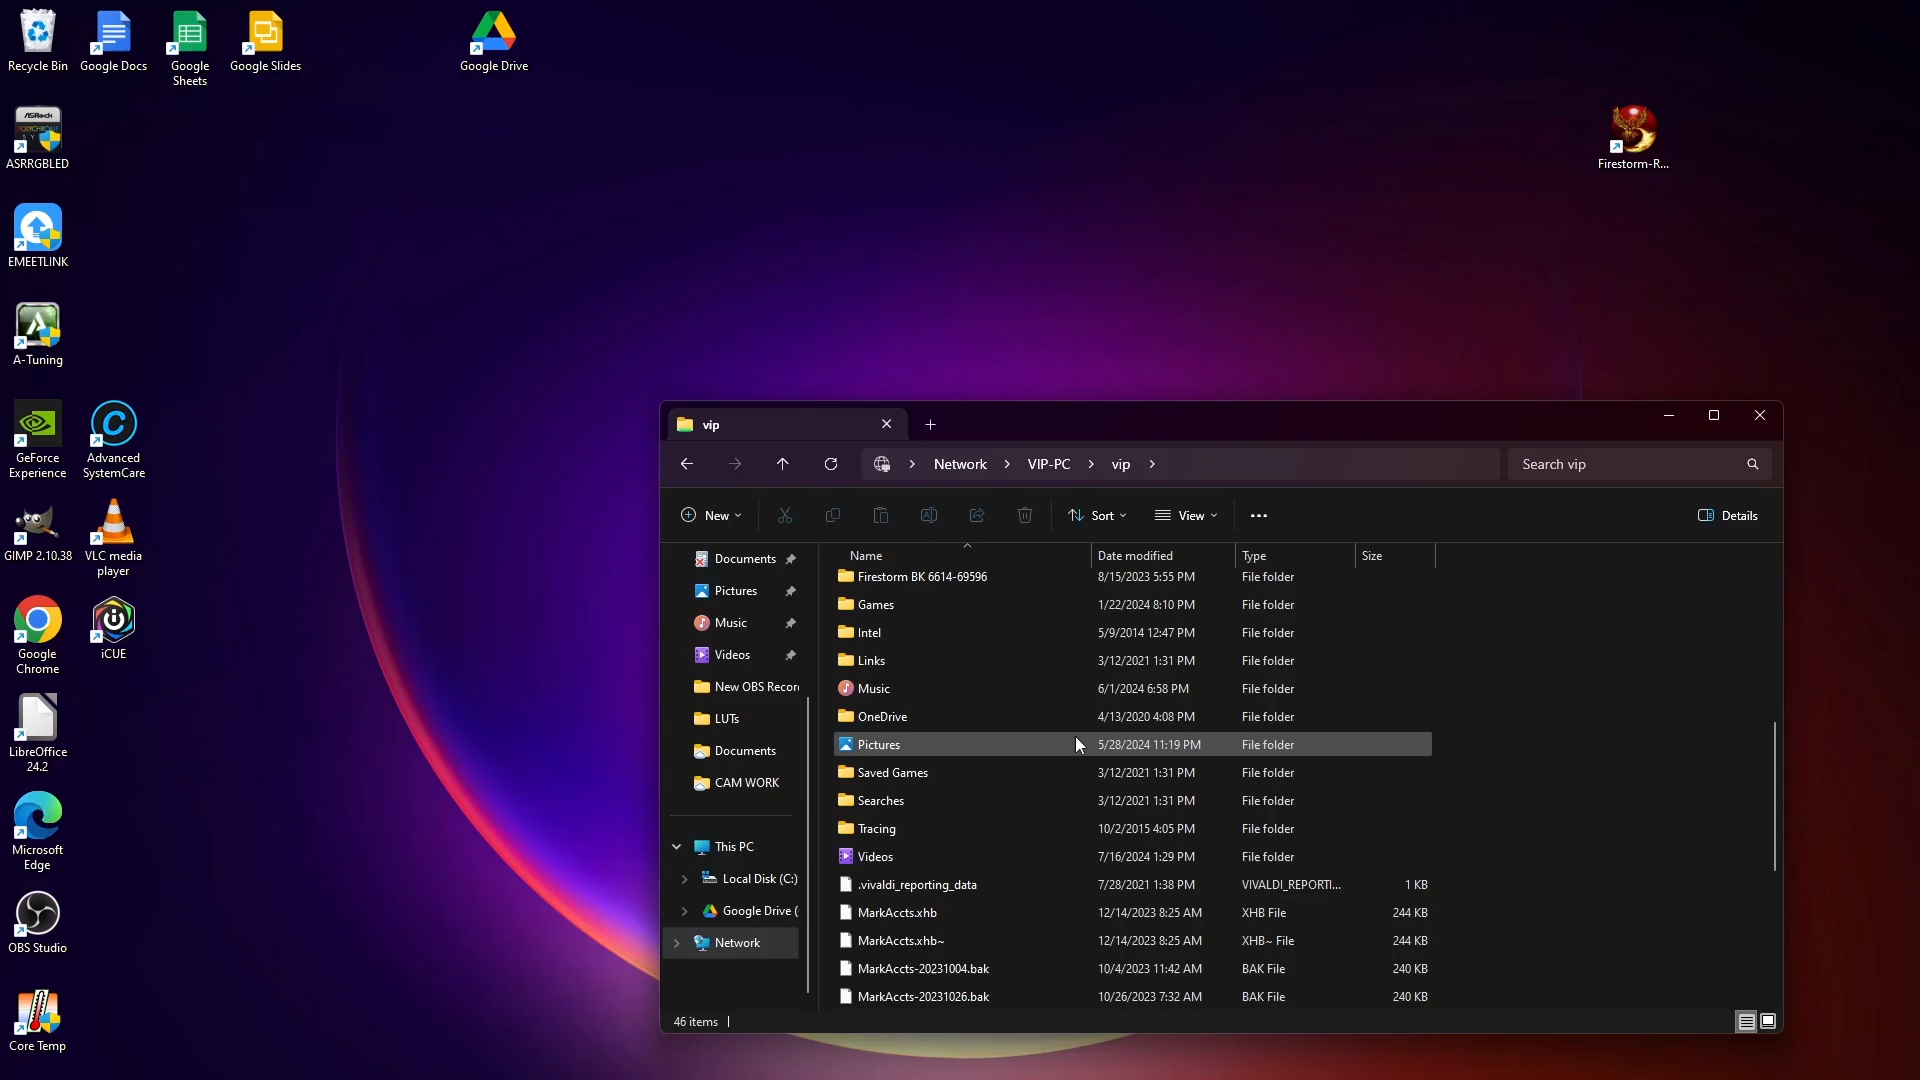 Recycle Bin
Google Docs
Google
Sheets
Google Slides
Google Drive
ASRock
POLYCHROME
ASRRGBLED
Firestorm-R...
EMEETLINK
A-Tuning
GeForce
Experience
Advanced
SystemCare
GIMP 2.10.38
VLC media
player
Google
Chrome
iCUE
LibreOffice
24.2
Microsoft
Edge
OBS Studio
Core Temp
vip
Network > VIP-PC > vip >
Search vip
New
Sort
View
Details
Documents
Pictures
Music
Videos
New OBS Recor
LUTs
Documents
CAM WORK
This PC
Local Disk (C:)
Google Drive (
Network
Name Date modified Type Size
Firestorm BK 6614-69596 8/15/2023 5:55 PM File folder
Games 1/22/2024 8:10 PM File folder
Intel 5/9/2014 12:47 PM File folder
Links 3/12/2021 1:31 PM File folder
Music 6/1/2024 6:58 PM File folder
OneDrive 4/13/2020 4:08 PM File folder
Pictures 5/28/2024 11:19 PM File folder
Saved Games 3/12/2021 1:31 PM File folder
Searches 3/12/2021 1:31 PM File folder
Tracing 10/2/2015 4:05 PM File folder
Videos 7/16/2024 1:29 PM File folder
.vivaldi_reporting_data 7/28/2021 1:38 PM VIVALDI_REPORTI... 1 KB
MarkAccts.xhb 12/14/2023 8:25 AM XHB File 244 KB
MarkAccts.xhb~ 12/14/2023 8:25 AM XHB~ File 244 KB
MarkAccts-20231004.bak 10/4/2023 11:42 AM BAK File 240 KB
MarkAccts-20231026.bak 10/26/2023 7:32 AM BAK File 240 KB
46 items